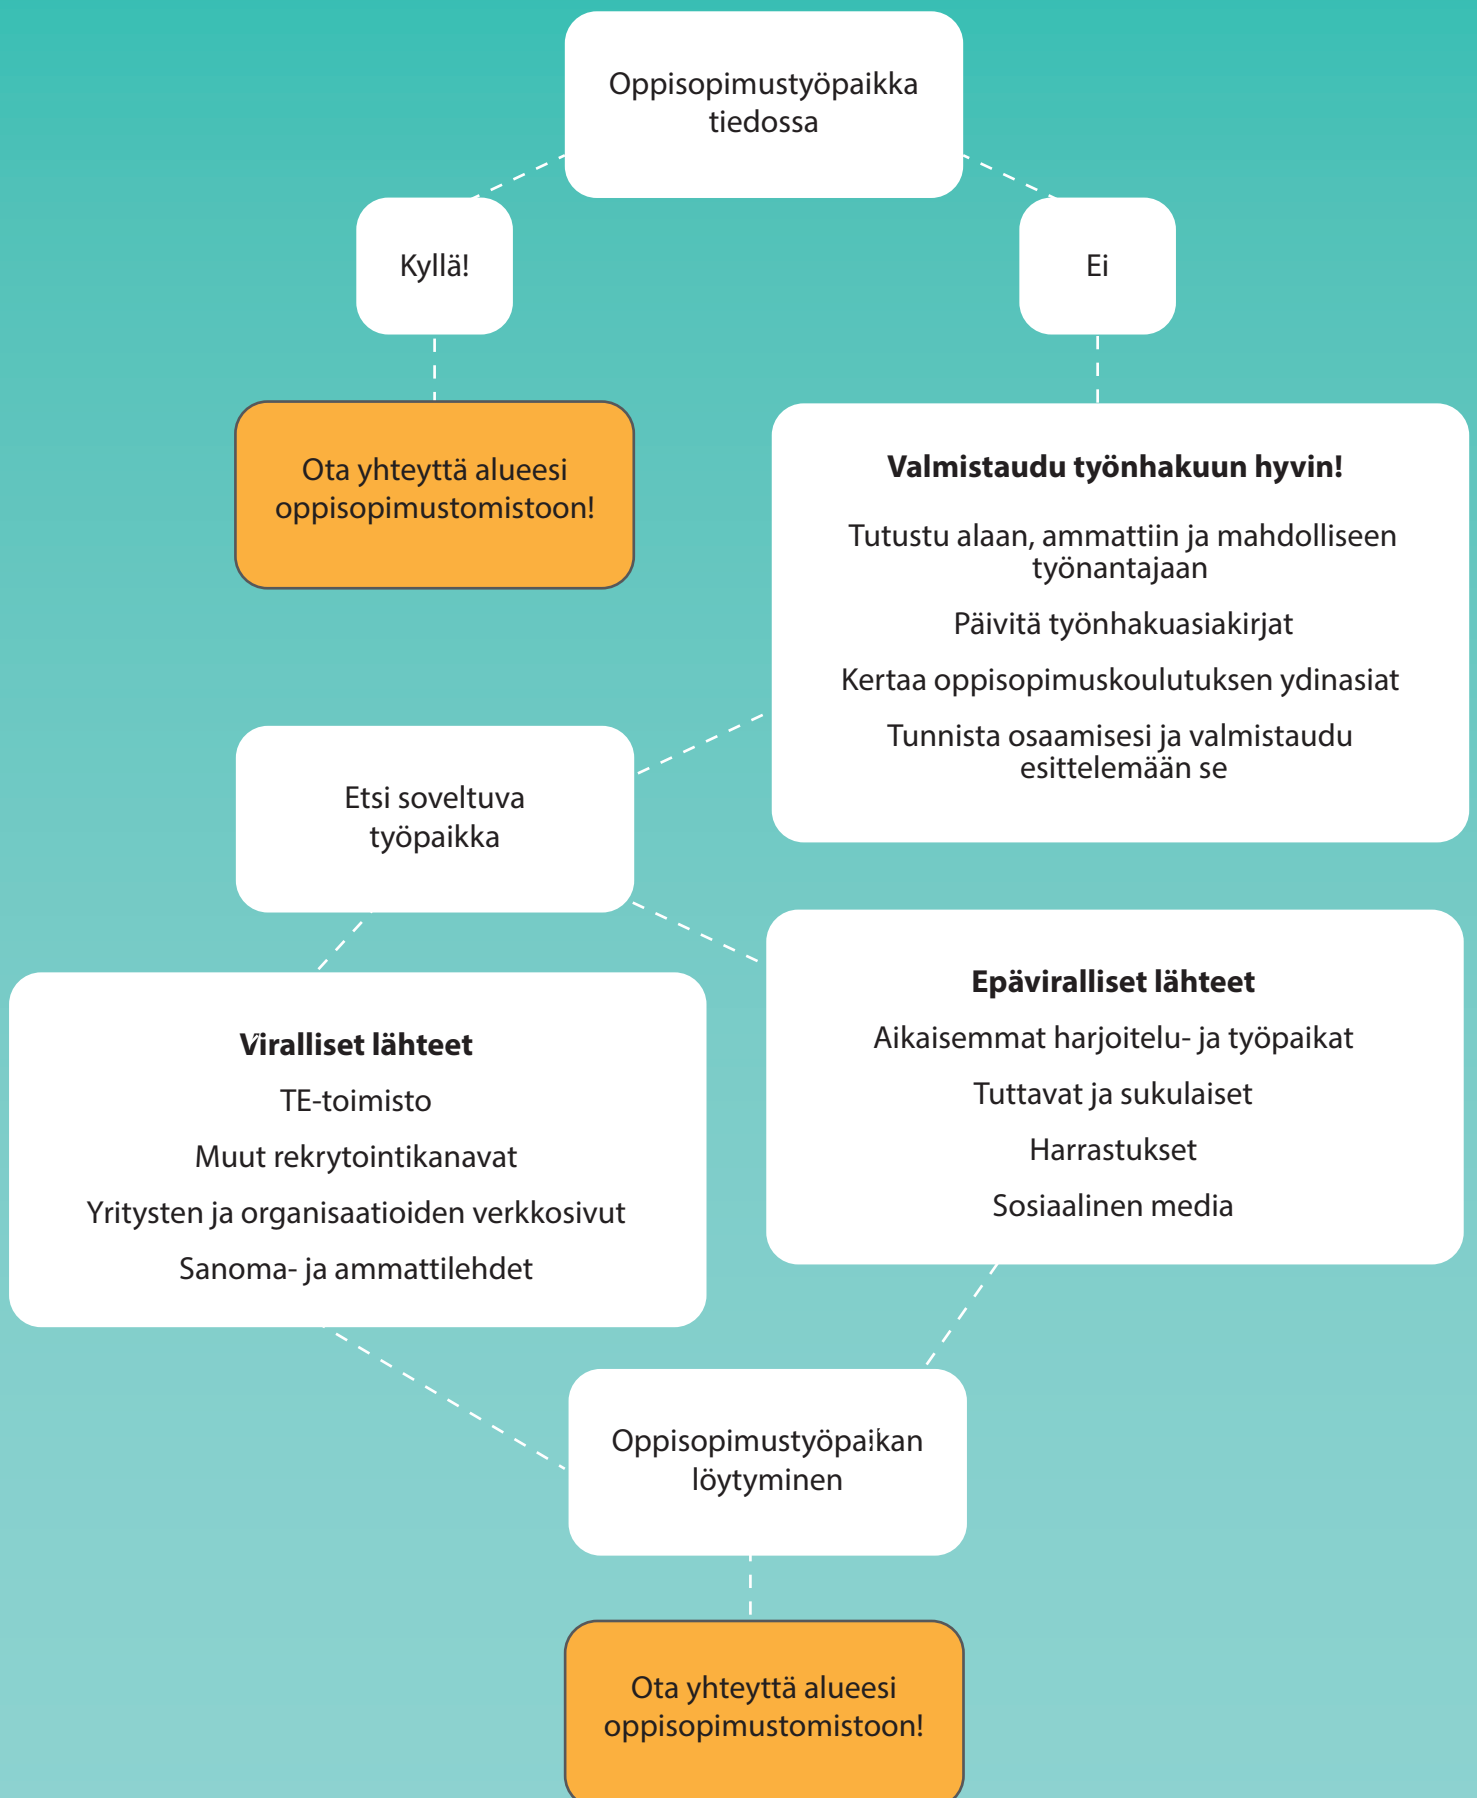 Oppisopimustyöpaikka
tiedossa
Kyllä!
Ei
Ota yhteyttä alueesi
oppisopimustomistoon!
Valmistaudu työnhakuun hyvin!
Tutustu alaan, ammattiin ja mahdolliseen
työnantajaan
Päivitä työnhakuasiakirjat
Kertaa oppisopimuskoulutuksen ydinasiat
Tunnista osaamisesi ja valmistaudu
esittelemään se
Etsi soveltuva
työpaikka
Viralliset lähteet
TE-toimisto
Muut rekrytointikanavat
Yritysten ja organisaatioiden verkkosivut
Sanoma- ja ammattilehdet
Epäviralliset lähteet
Aikaisemmat harjoitelu- ja työpaikat
Tuttavat ja sukulaiset
Harrastukset
Sosiaalinen media
Oppisopimustyöpaikan
löytyminen
Ota yhteyttä alueesi
oppisopimustomistoon!